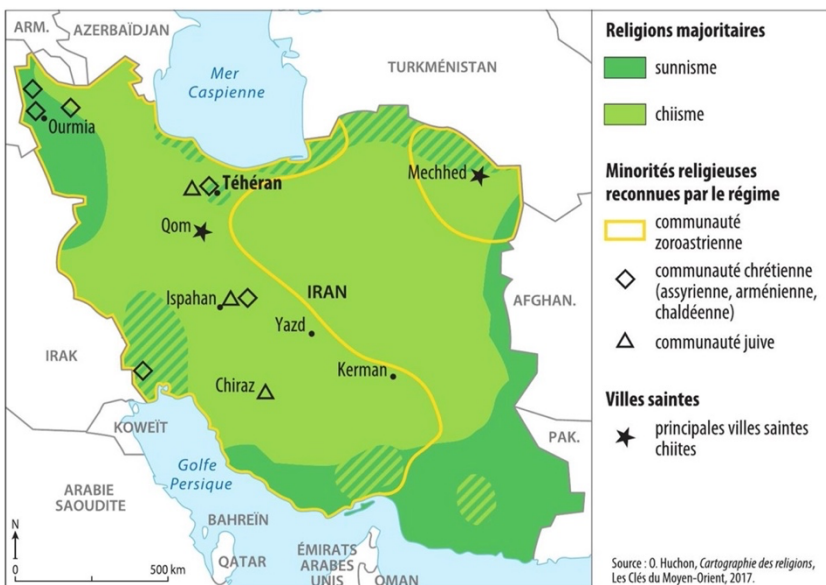 ARM.
AZERBAÏDJAN
TURKMÉNISTAN
Mer
Caspienne
Ourmia
Téhéran
Mechhed
Qom
Ispahan
IRAN
AFGHAN.
Yazd
IRAK
Kerman
Chiraz
KOWEÏT
PAK.
Golfe
Persique
ARABIE
SAOUDITE
BAHREÏN
QATAR
ÉMIRATS
ARABES
UNIS
OMAN
N
0
500 km
Religions majoritaires
sunnisme
chiisme
Minorités religieuses
reconnues par le régime
communauté
zoroastrienne
communauté chrétienne
(assyrienne, arménienne,
chaldéenne)
communauté juive
Villes saintes
principales villes saintes
chiites
Source : O. Huchon, Cartographie des religions,
Les Clés du Moyen-Orient, 2017.